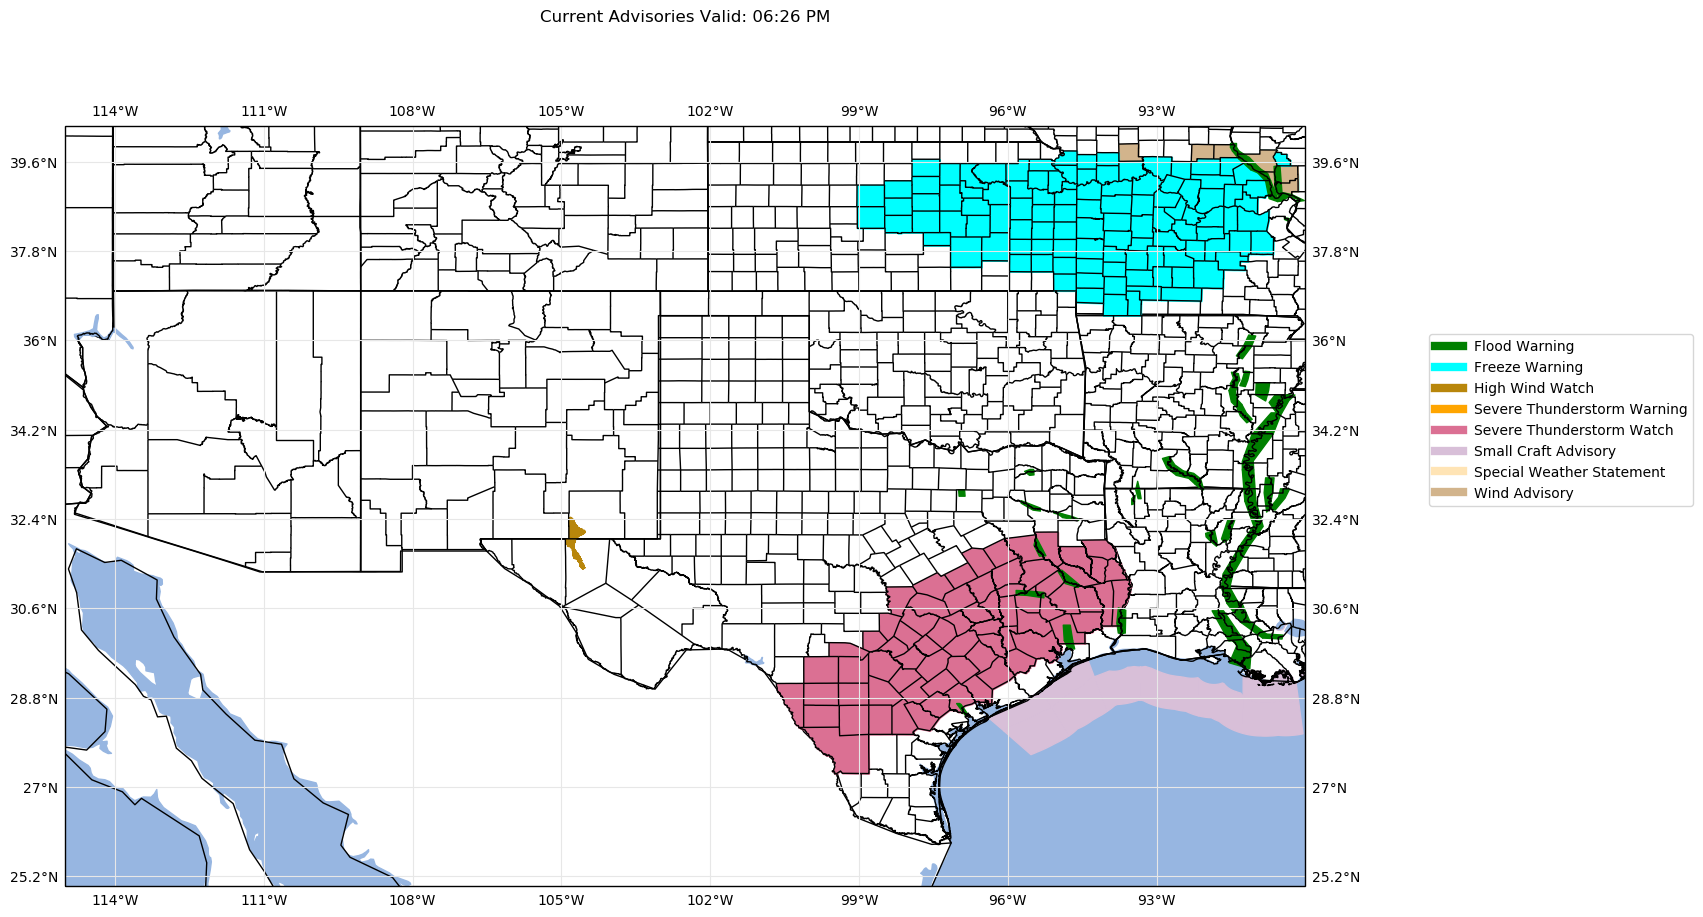 Current Advisories Valid: 06:26 PM
114°W 111°W 108°W 105°W 102°W 99°W 96°W 93°W
39.6°N 39.6°N
37.8°N 37.8°N
36°N 36°N
Flood Warning
Freeze Warning
High Wind Watch
Severe Thunderstorm Warning
34.2°N 34.2°N
Severe Thunderstorm Watch
Small Craft Advisory
Special Weather Statement
Wind Advisory
32.4°N 32.4°N
30.6°N 30.6°N
28.8°N 28.8°N
27°N 27°N
25.2°N 25.2°N
114°W 111°W 108°W 105°W 102°W 99°W 96°W 93°W